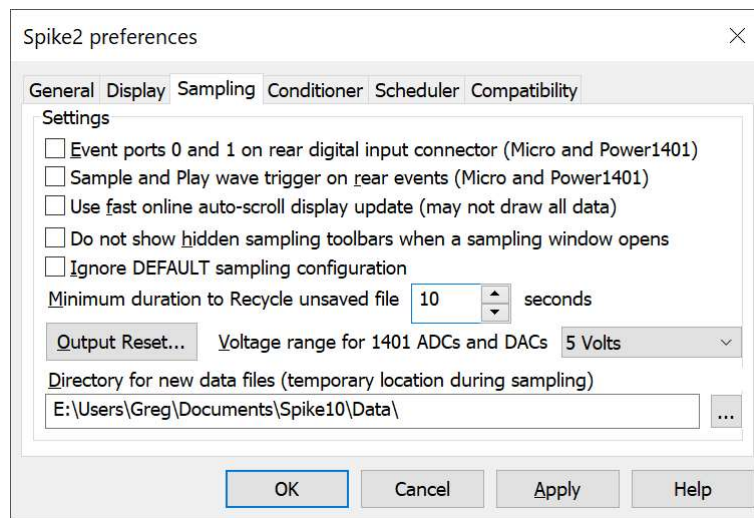 Spike2 preferences
General Display Sampling Conditioner Scheduler Compatibility
Settings
Event ports 0 and 1 on rear digital input connector (Micro and Power1401)
Sample and Play wave trigger on rear events (Micro and Power1401)
Use fast online auto-scroll display update (may not draw all data)
Do not show hidden sampling toolbars when a sampling window opens
Ignore DEFAULT sampling configuration
Minimum duration to Recycle unsaved file 10 seconds
Output Reset... Voltage range for 1401 ADCs and DACs 5 Volts
Directory for new data files (temporary location during sampling)
E:\Users\Greg\Documents\Spike10\Data\ ...
OK Cancel Apply Help